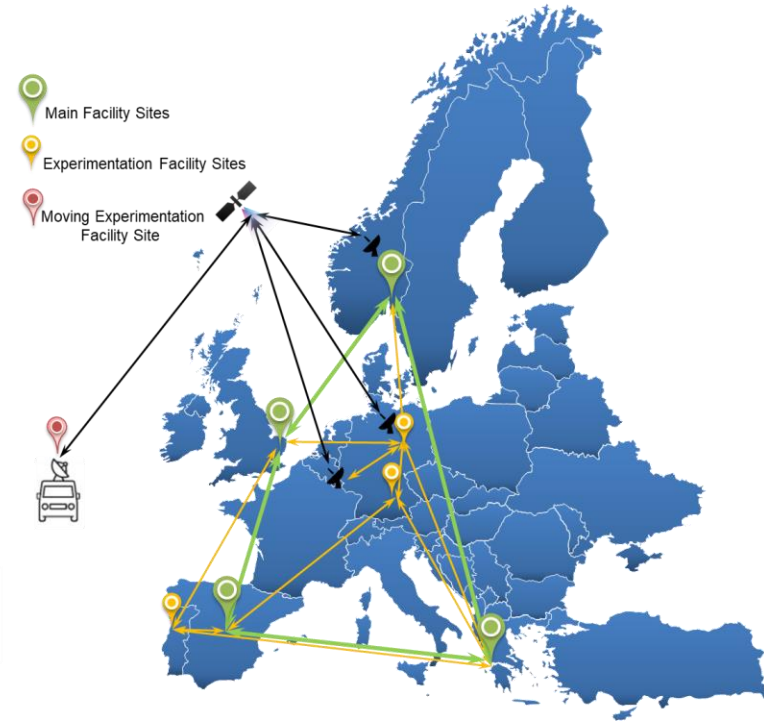 Main Facility Sites
Experimentation Facility Sites
Moving Experimentation
Facility Site